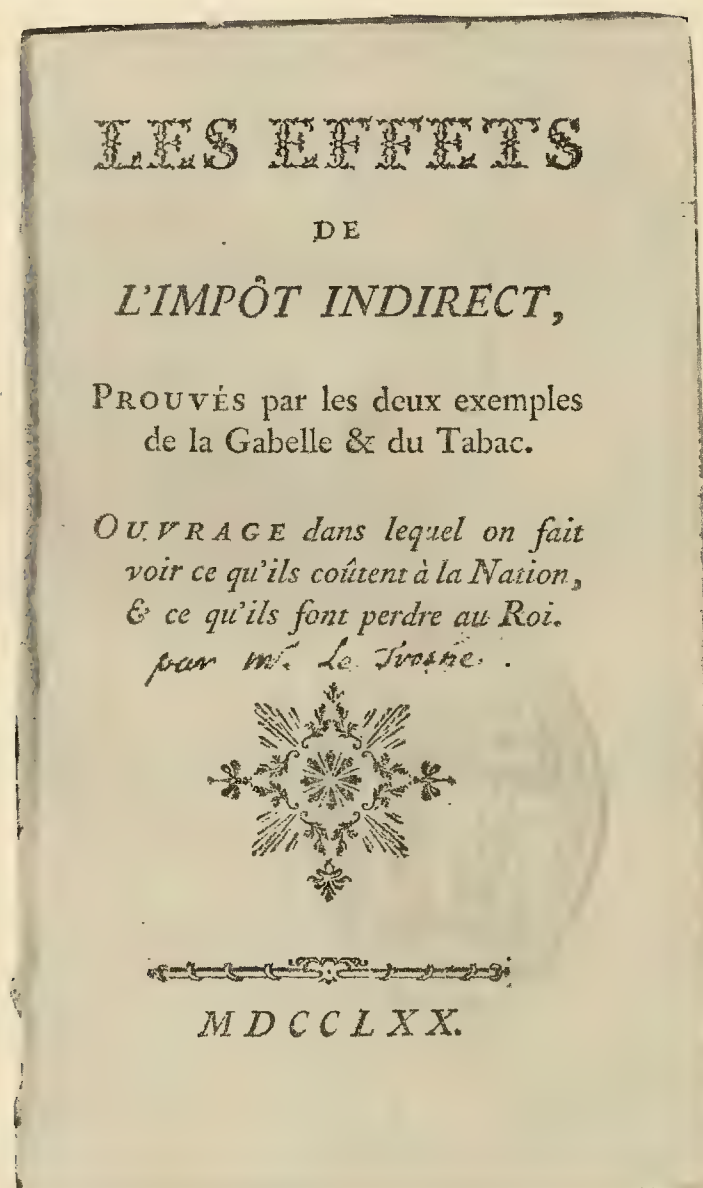 LES EFFETS
DE
L'IMPÔT INDIRECT,
PROUVÉS par les deux exemples
de la Gabelle & du Tabac.
OUVRAGE dans lequel on fait
voir ce qu'ils coûtent à la Nation,
& ce qu'ils font perdre au Roi.
par mr. Le Trosne.
MDCCLXX.